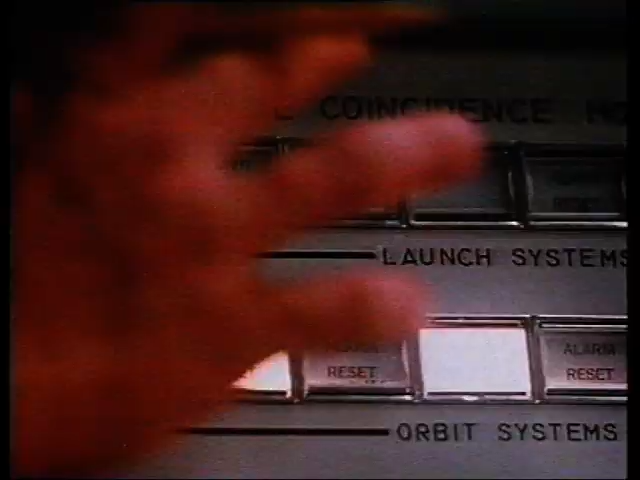 COINCIDENCE
LAUNCH SYSTEMS
RESET
ALARM
RESET
ORBIT SYSTEMS